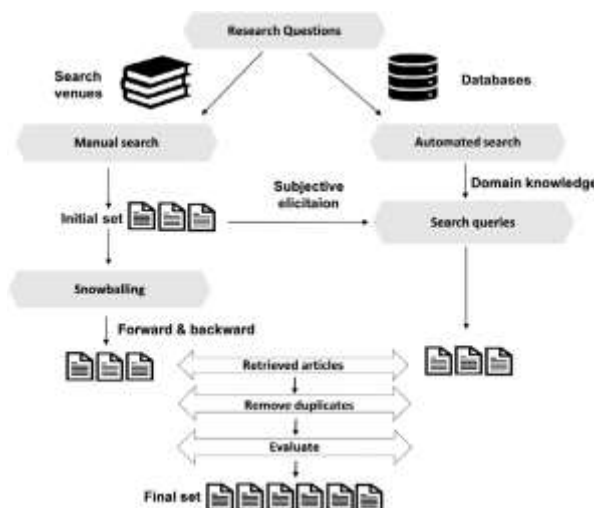 Research Questions
Search
venues
Databases
Manual search
Automated search
Domain knowledge
Subjective
elicitaion
Initial set
Search queries
Snowballing
Forward & backward
Retrieved articles
Remove duplicates
Evaluate
Final set